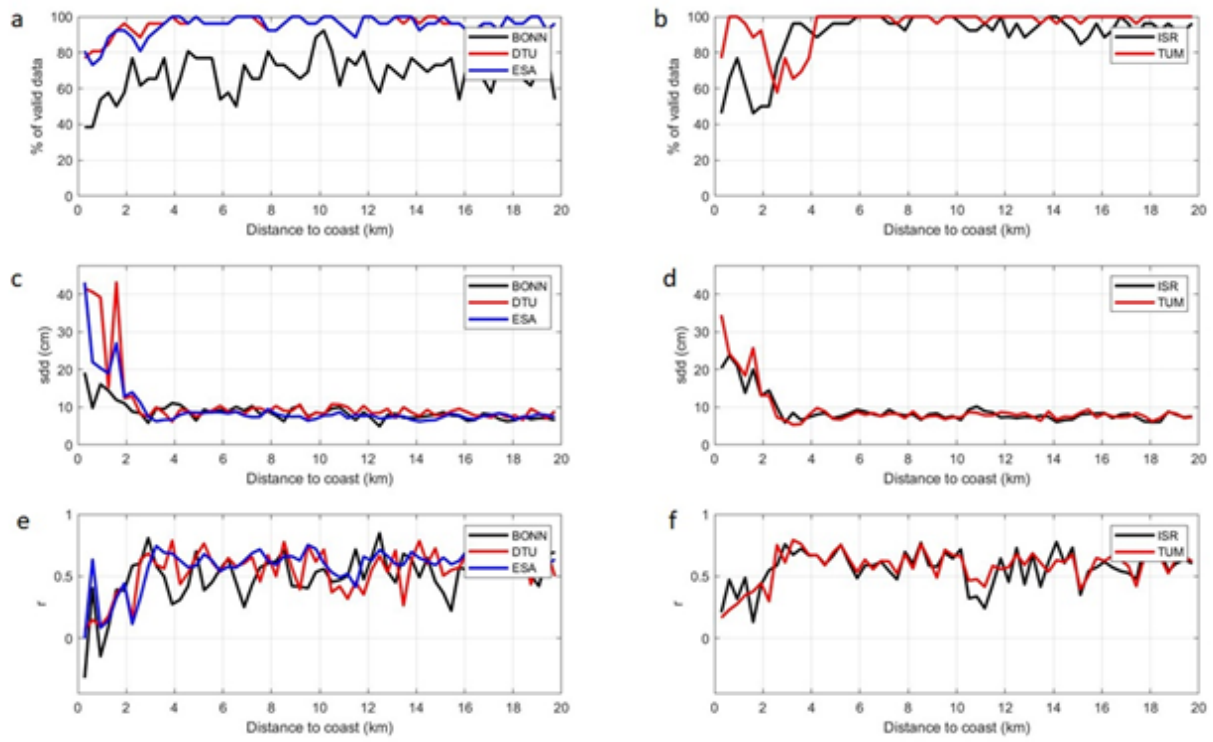 a
100
80
60
40
20
0
% of valid data
BONN
DTU
ESA
0 2 4 6 8 10 12 14 16 18 20
Distance to coast (km)
b
100
80
60
40
20
0
% of valid data
ISR
TUM
0 2 4 6 8 10 12 14 16 18 20
Distance to coast (km)
c
40
30
20
10
0
sdd (cm)
BONN
DTU
ESA
0 2 4 6 8 10 12 14 16 18 20
Distance to coast (km)
d
40
30
20
10
0
sdd (cm)
ISR
TUM
0 2 4 6 8 10 12 14 16 18 20
Distance to coast (km)
e
1
0.5
0
r
BONN
DTU
ESA
0 2 4 6 8 10 12 14 16 18 20
Distance to coast (km)
f
1
0.5
0
r
ISR
TUM
0 2 4 6 8 10 12 14 16 18 20
Distance to coast (km)